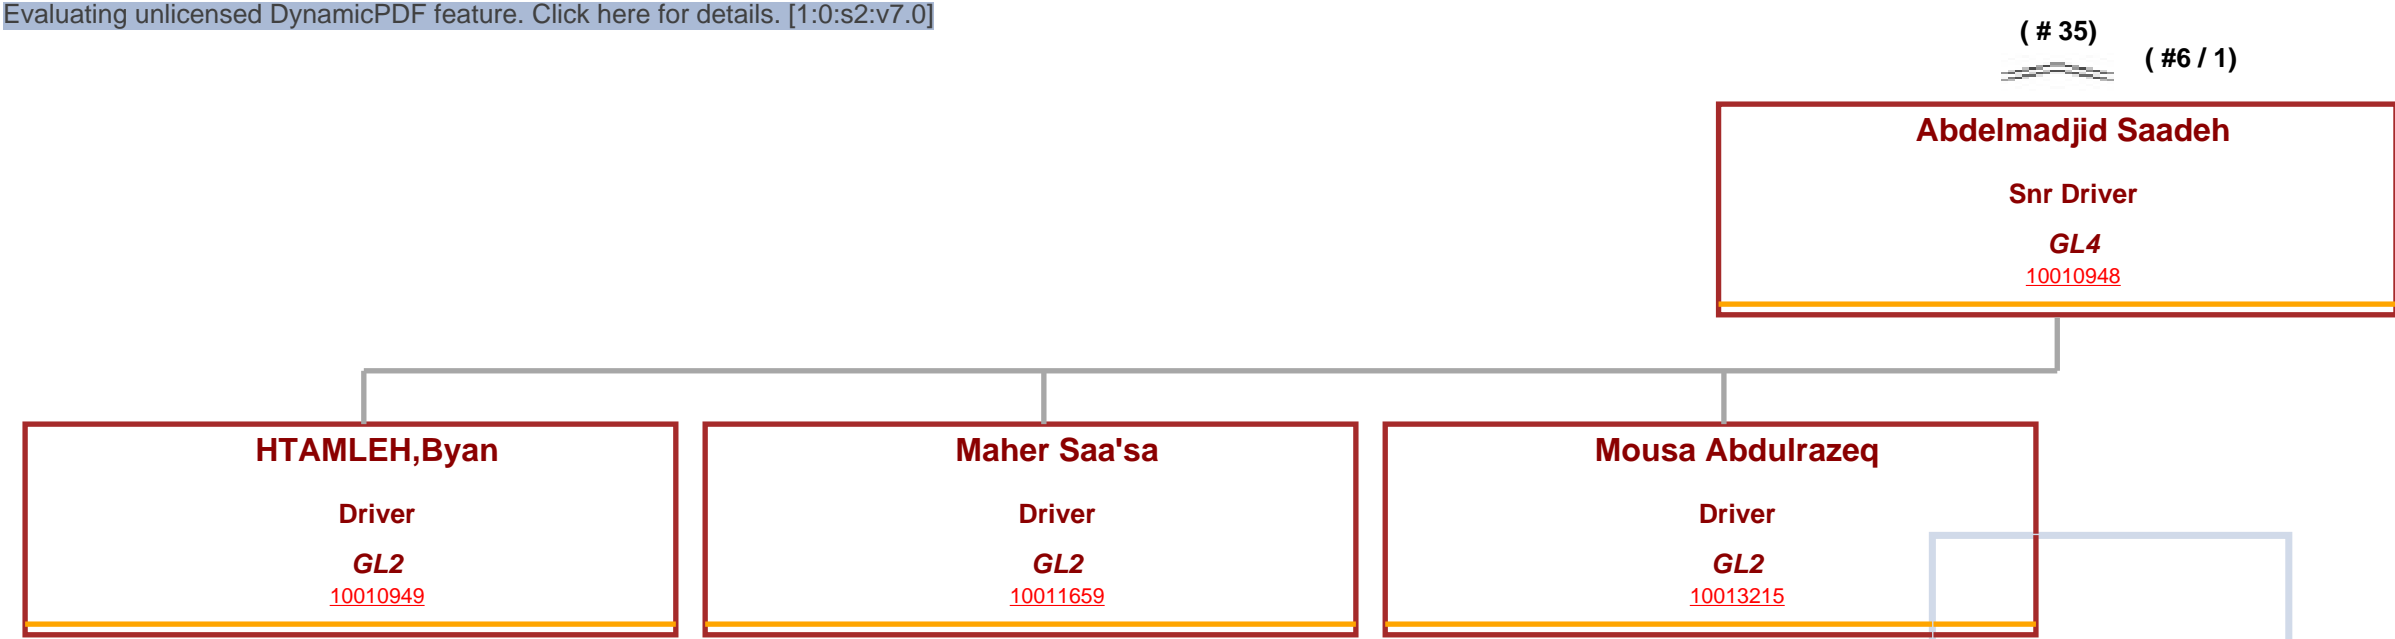 Evaluating unlicensed DynamicPDF feature. Click here for details. [1:0:s2:v7.0]
( # 35)
( #6 / 1)
Abdelmadjid Saadeh
Snr Driver
GL4
10010948
HTAMLEH,Byan
Driver
GL2
10010949
Maher Saa'sa
Driver
GL2
10011659
Mousa Abdulrazeq
Driver
GL2
10013215